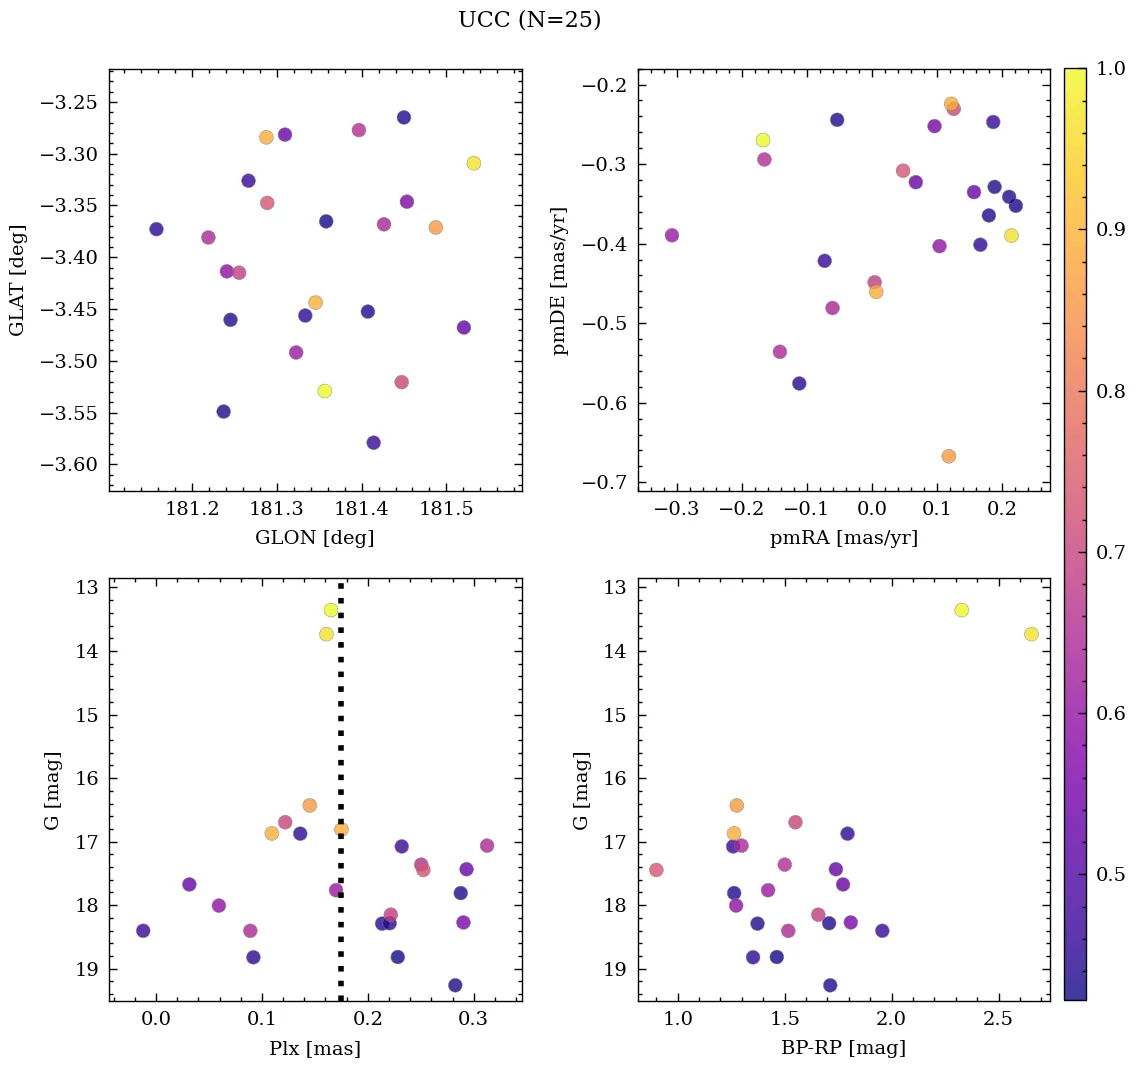 UCC (N=25)
−3.25
−3.30
−3.35
−3.40
−3.45
−3.50
−3.55
−3.60
GLAT [deg]
181.2 181.3 181.4 181.5
GLON [deg]
−0.2
−0.3
−0.4
−0.5
−0.6
−0.7
pmDE [mas/yr]
−0.3 −0.2 −0.1 0.0 0.1 0.2
pmRA [mas/yr]
13
14
15
16
17
18
19
G [mag]
0.0 0.1 0.2 0.3
Plx [mas]
13
14
15
16
17
18
19
G [mag]
1.0 1.5 2.0 2.5
BP-RP [mag]
1.0
0.9
0.8
0.7
0.6
0.5